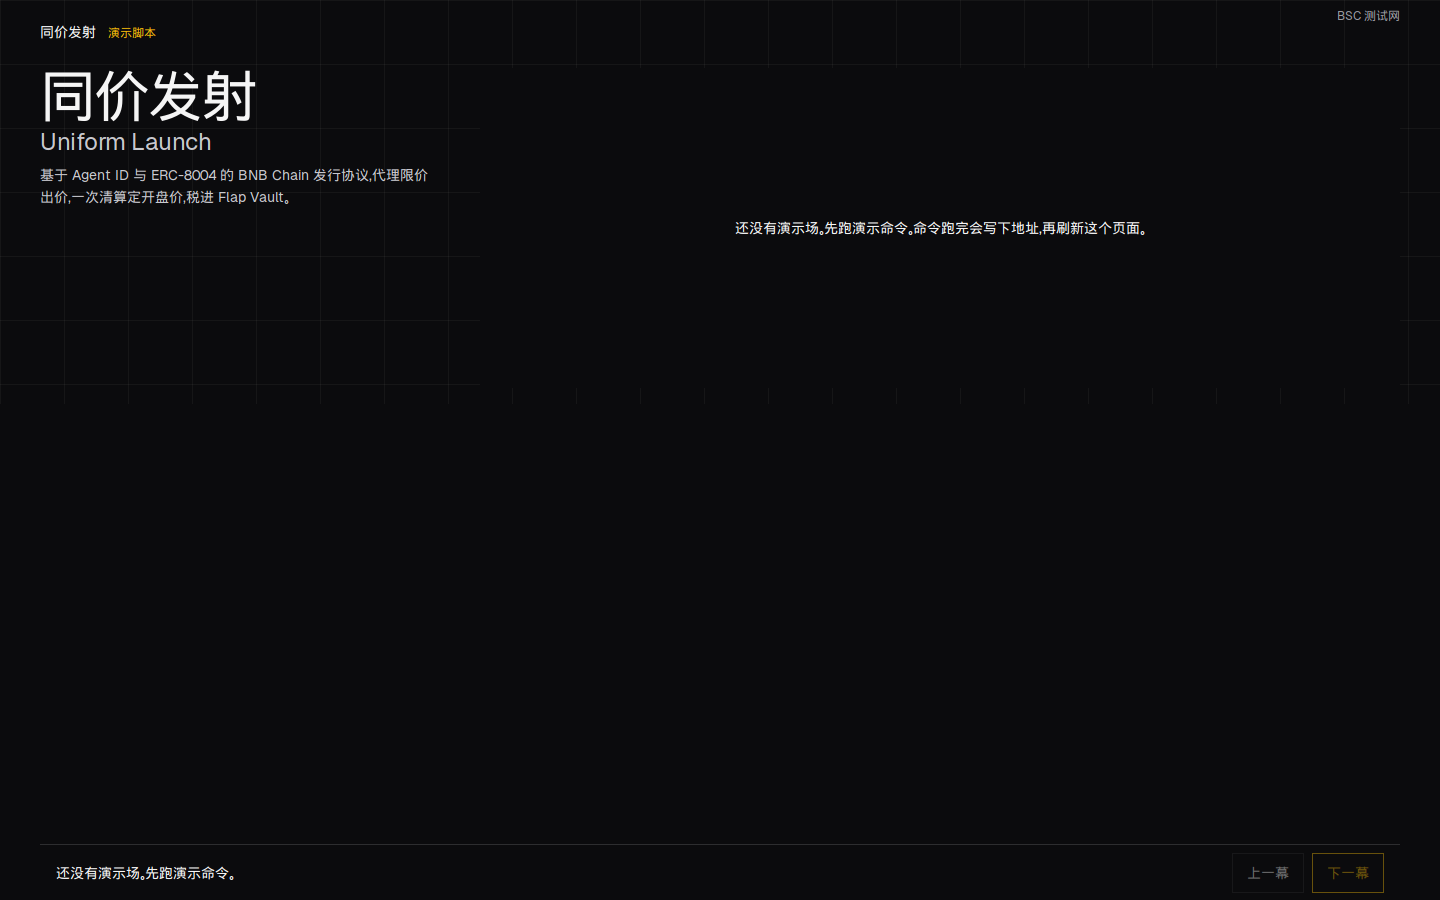 同价发射 演示脚本
BSC 测试网
同价发射
Uniform Launch
基于 Agent ID 与 ERC-8004 的 BNB Chain 发行协议,代理限价
出价,一次清算定开盘价,税进 Flap Vault。
还没有演示场。先跑演示命令。命令跑完会写下地址,再刷新这个页面。
还没有演示场。先跑演示命令。
上一幕
下一幕